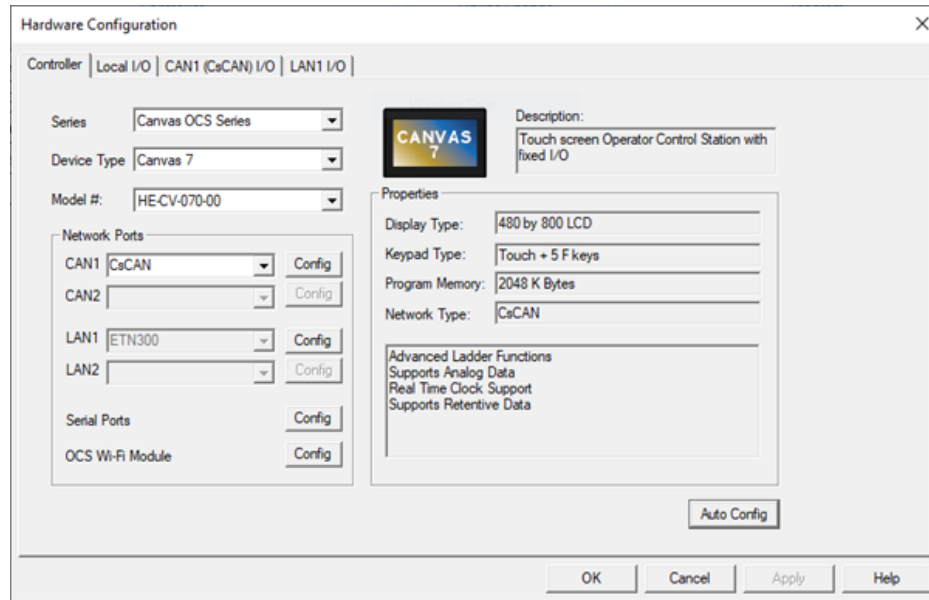 Hardware Configuration
Controller
Local I/O
CAN1 (CsCAN) I/O
LAN1 I/O
Series
Canvas OCS Series
Device Type
Canvas 7
Model #:
HE-CV-070-00
Network Ports
CAN1
CsCAN
Config
CAN2
Config
LAN1
ETN300
Config
LAN2
Config
Serial Ports
Config
OCS Wi-Fi Module
Config
CANVAS
7
Description:
Touch screen Operator Control Station with
fixed I/O
Properties
Display Type:
480 by 800 LCD
Keypad Type:
Touch + 5 F keys
Program Memory:
2048 K Bytes
Network Type:
CsCAN
Advanced Ladder Functions
Supports Analog Data
Real Time Clock Support
Supports Retentive Data
Auto Config
OK
Cancel
Apply
Help